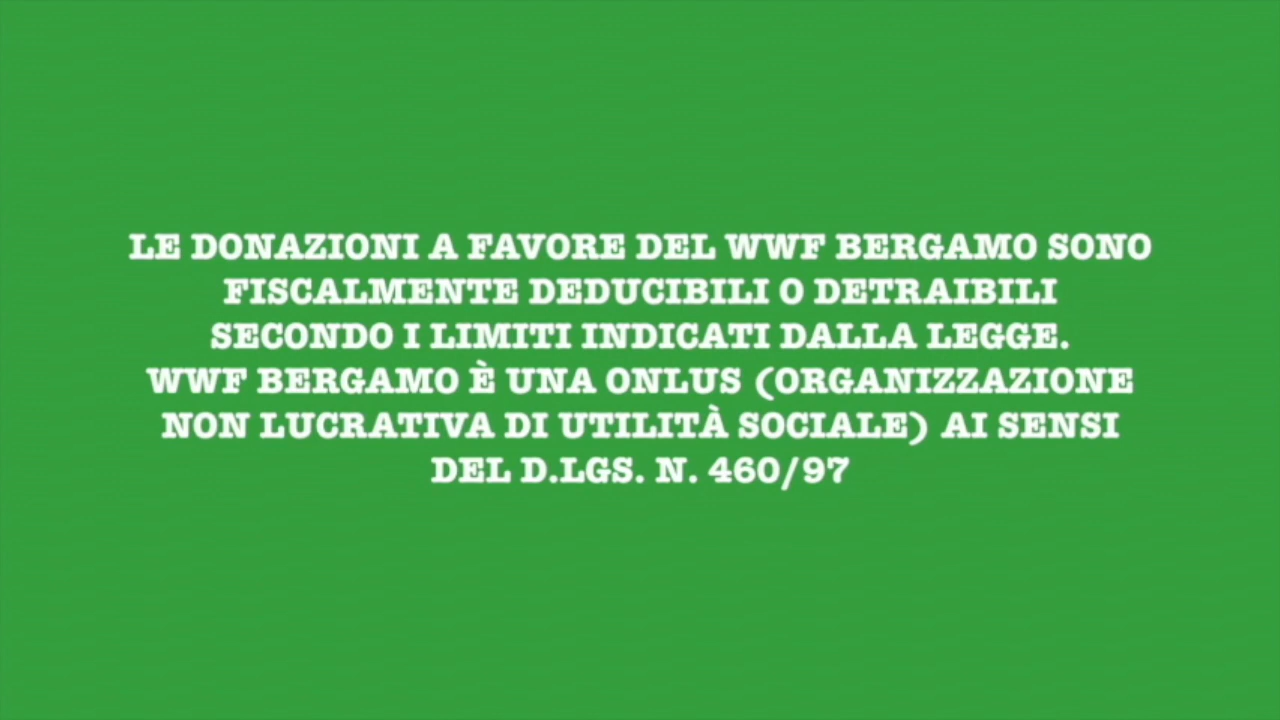 LE DONAZIONI A FAVORE DEL WWF BERGAMO SONO
FISCALMENTE DEDUCIBILI O DETRAIBILI
SECONDO I LIMITI INDICATI DALLA LEGGE.
WWF BERGAMO È UNA ONLUS (ORGANIZZAZIONE
NON LUCRATIVA DI UTILITÀ SOCIALE) AI SENSI
DEL D.LGS. N. 460/97